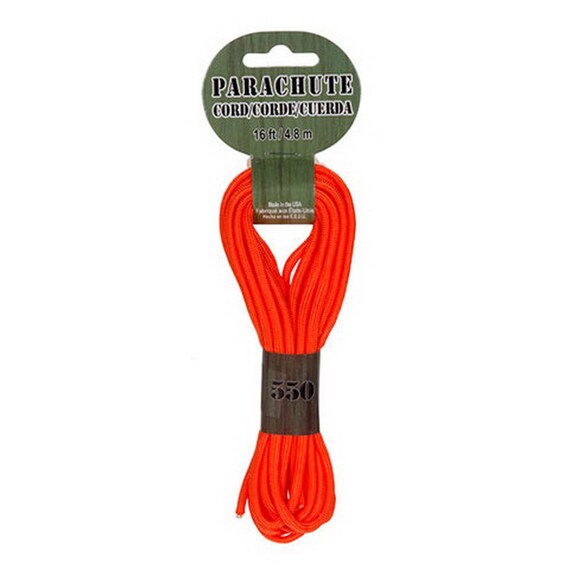 PARACHUTE
CORD/CORDE/CUERDA
16 ft / 4.8 m
Made in the USA
Fabriqué aux États-Unis
Hecho en los E.E.U.U.
550